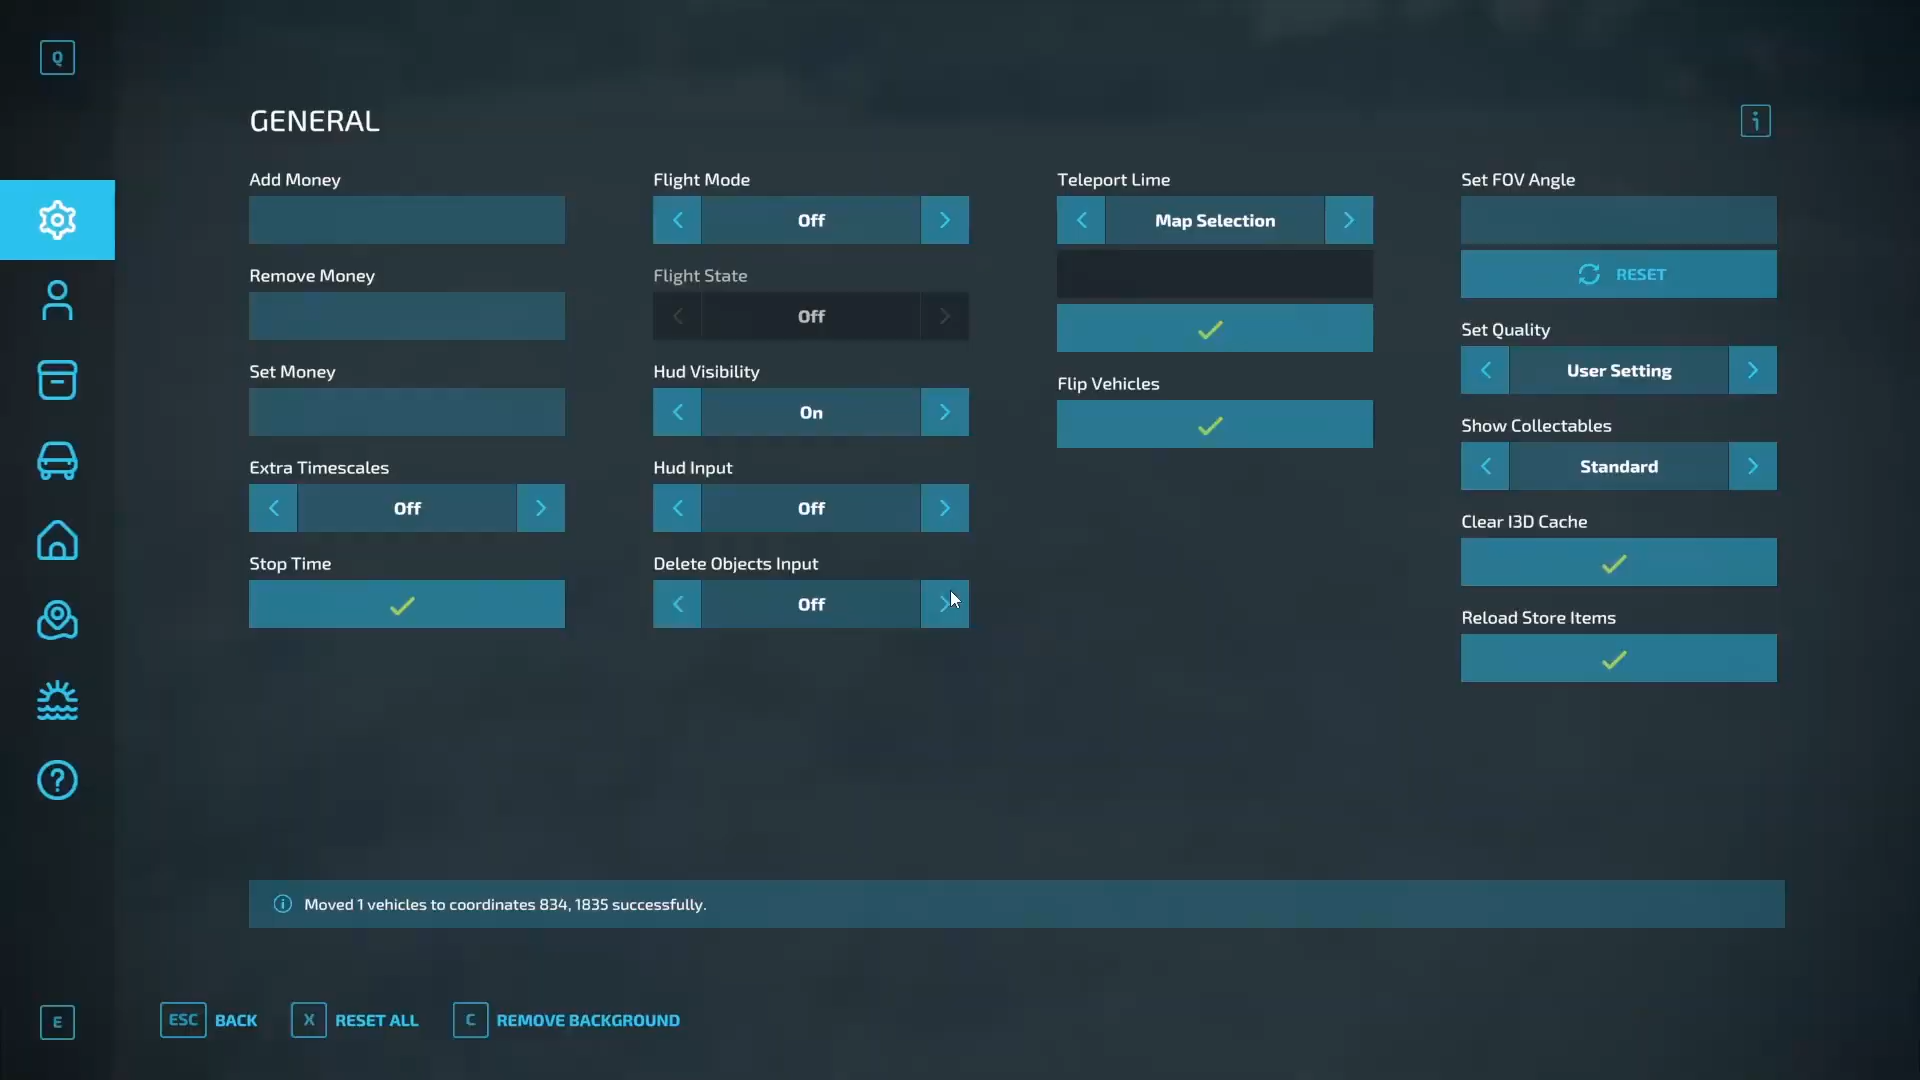 Q
GENERAL
i
Add Money
Flight Mode
Off
Teleport Lime
Map Selection
Set FOV Angle
RESET
Remove Money
Flight State
Off
Set Quality
User Setting
Set Money
Hud Visibility
On
Flip Vehicles
Show Collectables
Standard
Extra Timescales
Off
Hud Input
Off
Clear I3D Cache
Stop Time
Delete Objects Input
Off
Reload Store Items
?
Moved 1 vehicles to coordinates 834, 1835 successfully.
E
ESC BACK
X RESET ALL
C REMOVE BACKGROUND